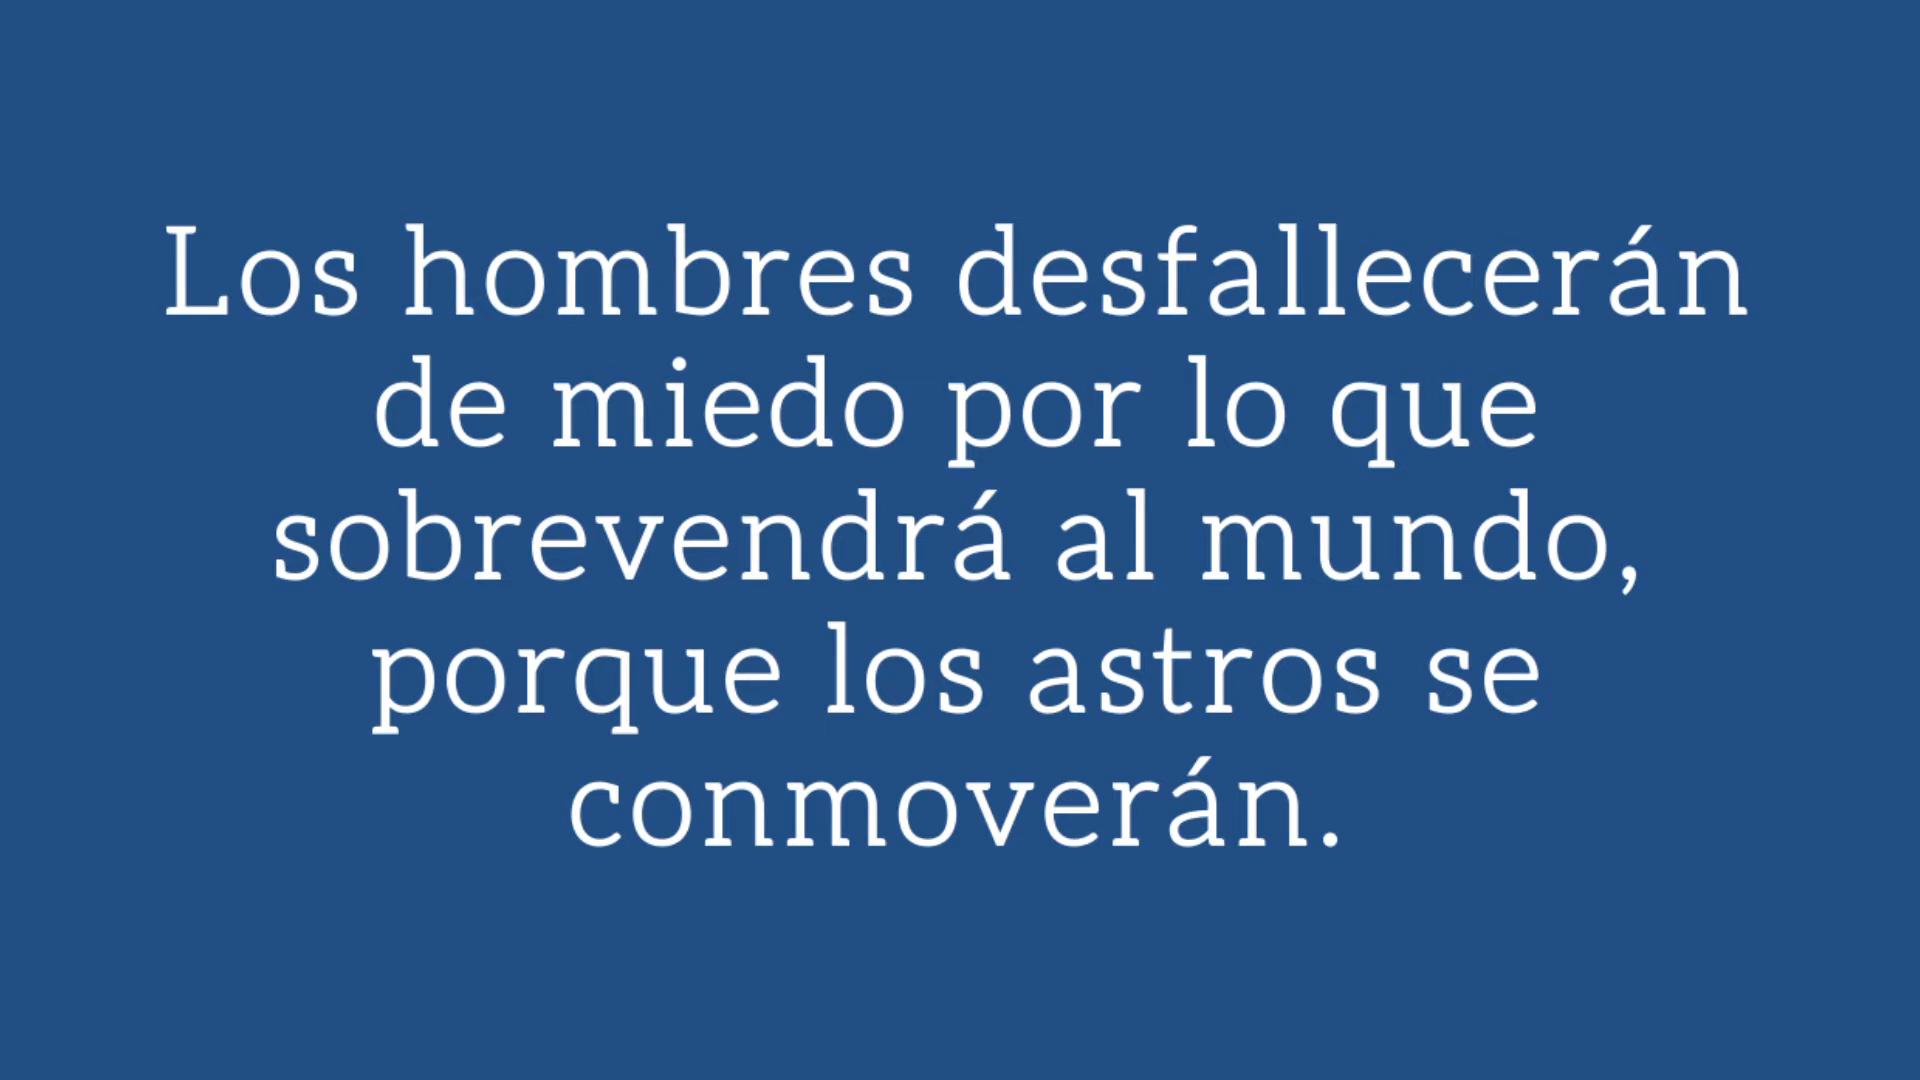 Los hombres desfallecerán
de miedo por lo que
sobrevendrá al mundo,
porque los astros se
conmoverán.